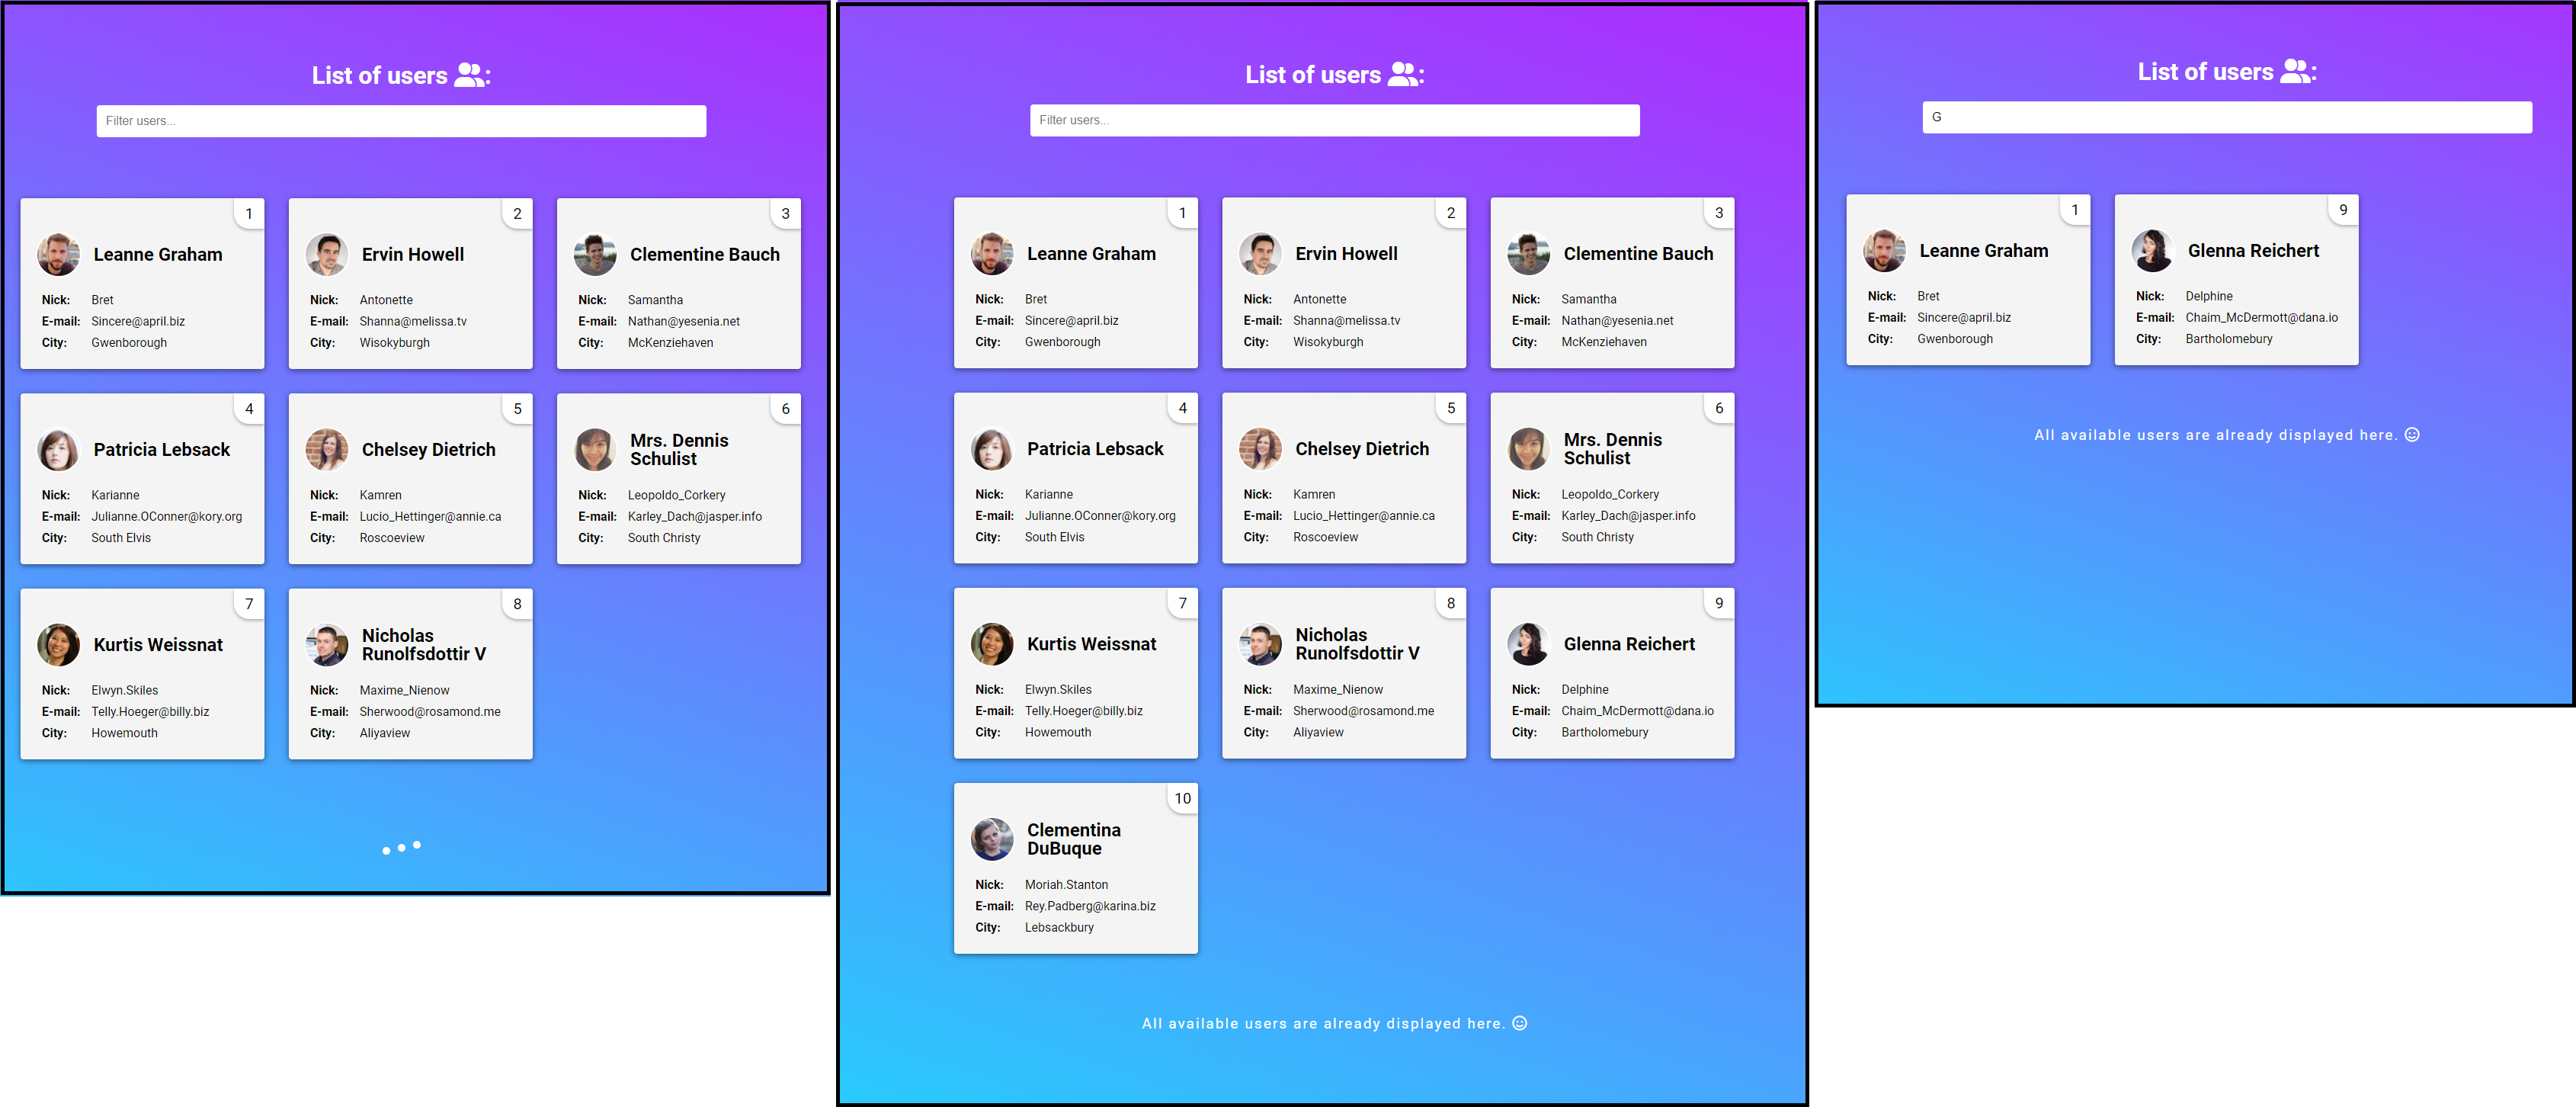 List of users :
Filter users...
1
Leanne Graham
Nick: Bret
E-mail: Sincere@april.biz
City: Gwenborough
2
Ervin Howell
Nick: Antonette
E-mail: Shanna@melissa.tv
City: Wisokyburgh
3
Clementine Bauch
Nick: Samantha
E-mail: Nathan@yesenia.net
City: McKenziehaven
4
Patricia Lebsack
Nick: Karianne
E-mail: Julianne.OConner@kory.org
City: South Elvis
5
Chelsey Dietrich
Nick: Kamren
E-mail: Lucio_Hettinger@annie.ca
City: Roscoeview
6
Mrs. Dennis
Schulist
Nick: Leopoldo_Corkery
E-mail: Karley_Dach@jasper.info
City: South Christy
7
Kurtis Weissnat
Nick: Elwyn.Skiles
E-mail: Telly.Hoeger@billy.biz
City: Howemouth
8
Nicholas
Runolfsdottir V
Nick: Maxime_Nienow
E-mail: Sherwood@rosamond.me
City: Aliyaview
List of users :
Filter users...
1
Leanne Graham
Nick: Bret
E-mail: Sincere@april.biz
City: Gwenborough
2
Ervin Howell
Nick: Antonette
E-mail: Shanna@melissa.tv
City: Wisokyburgh
3
Clementine Bauch
Nick: Samantha
E-mail: Nathan@yesenia.net
City: McKenziehaven
4
Patricia Lebsack
Nick: Karianne
E-mail: Julianne.OConner@kory.org
City: South Elvis
5
Chelsey Dietrich
Nick: Kamren
E-mail: Lucio_Hettinger@annie.ca
City: Roscoeview
6
Mrs. Dennis
Schulist
Nick: Leopoldo_Corkery
E-mail: Karley_Dach@jasper.info
City: South Christy
7
Kurtis Weissnat
Nick: Elwyn.Skiles
E-mail: Telly.Hoeger@billy.biz
City: Howemouth
8
Nicholas
Runolfsdottir V
Nick: Maxime_Nienow
E-mail: Sherwood@rosamond.me
City: Aliyaview
9
Glenna Reichert
Nick: Delphine
E-mail: Chaim_McDermott@dana.io
City: Bartholomebury
10
Clementina
DuBuque
Nick: Moriah.Stanton
E-mail: Rey.Padberg@karina.biz
City: Lebsackbury
All available users are already displayed here.
List of users :
G
1
Leanne Graham
Nick: Bret
E-mail: Sincere@april.biz
City: Gwenborough
9
Glenna Reichert
Nick: Delphine
E-mail: Chaim_McDermott@dana.io
City: Bartholomebury
All available users are already displayed here.